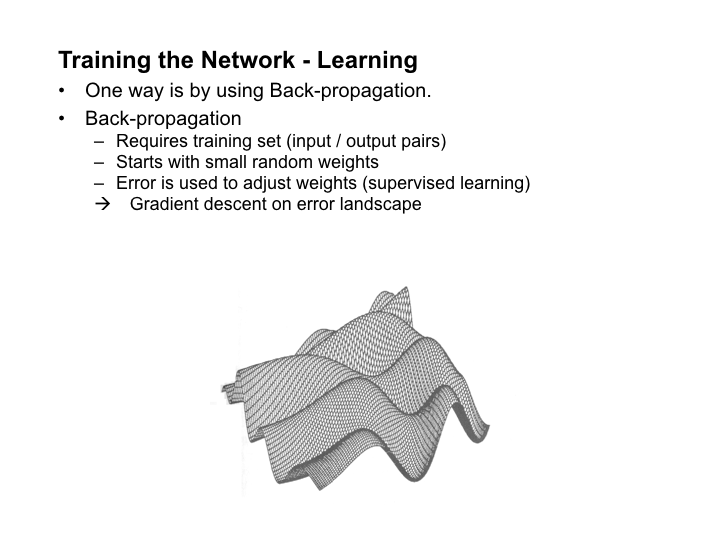 Training the Network - Learning
• One way is by using Back-propagation.
• Back-propagation
– Requires training set (input / output pairs)
– Starts with small random weights
– Error is used to adjust weights (supervised learning)
→ Gradient descent on error landscape